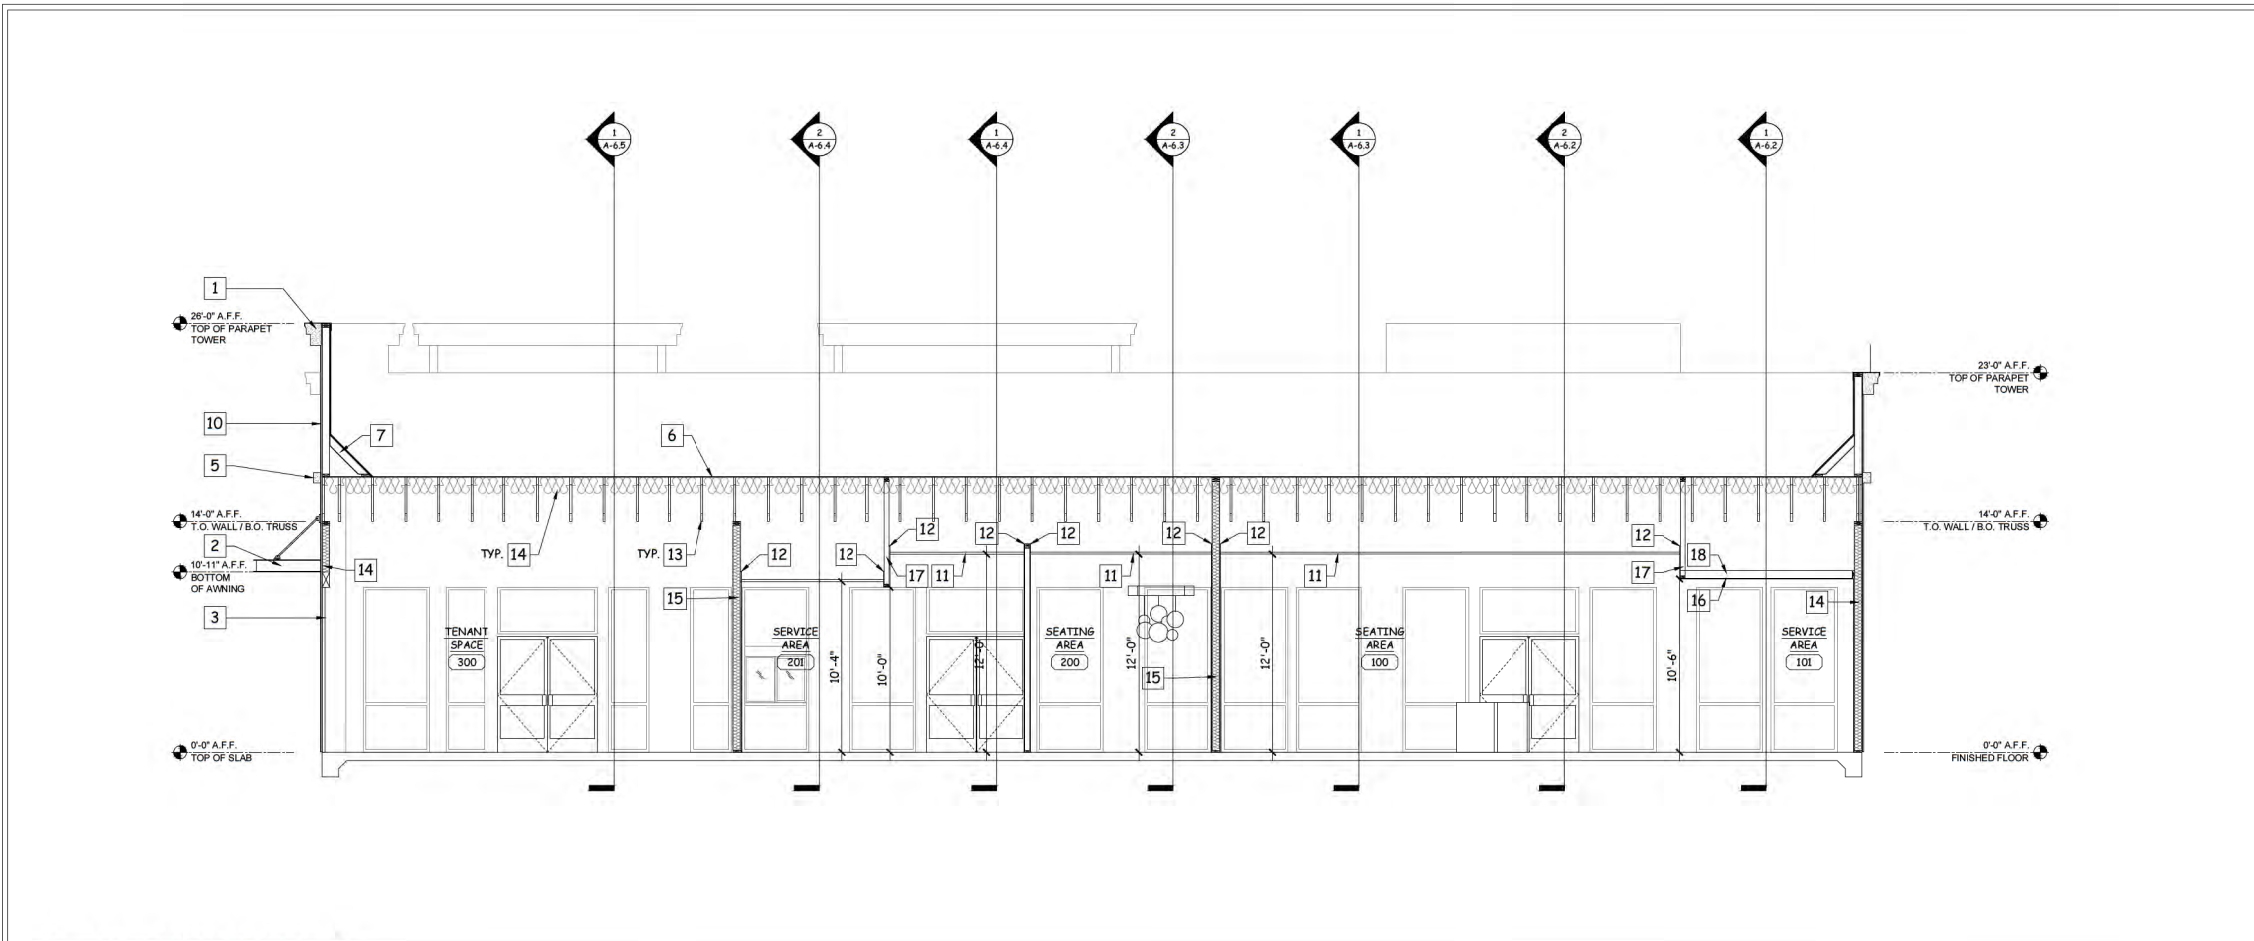 1
A-6.5
2
A-6.4
1
A-6.4
2
A-6.3
1
A-6.3
2
A-6.2
1
A-6.2
1
26'-0" A.F.F.
TOP OF PARAPET
TOWER
23'-0" A.F.F.
TOP OF PARAPET
TOWER
10
7
6
5
14'-0" A.F.F.
T.O. WALL / B.O. TRUSS
14'-0" A.F.F.
T.O. WALL / B.O. TRUSS
2
10'-11" A.F.F.
BOTTOM
OF AWNING
14
TYP. 14
TYP. 13
12
12
12
12
12
12
12
12
17
11
11
11
18
17
16
3
15
14
TENANT
SPACE
300
SERVICE
AREA
201
10'-4"
10'-0"
12'-0"
SEATING
AREA
200
12'-0"
15
12'-0"
SEATING
AREA
100
10'-6"
SERVICE
AREA
101
0'-0" A.F.F.
TOP OF SLAB
0'-0" A.F.F.
FINISHED FLOOR